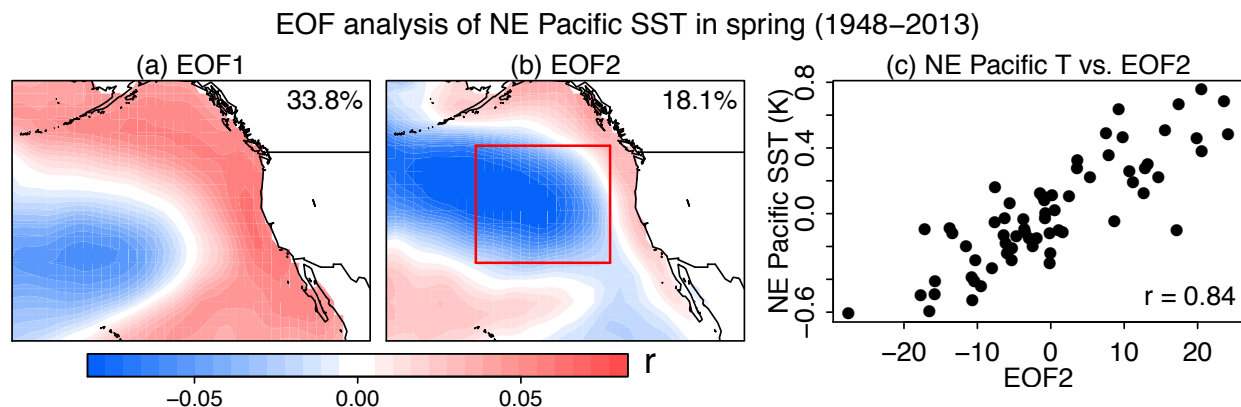 EOF analysis of NE Pacific SST in spring (1948−2013)
(a) EOF1
33.8%
(b) EOF2
18.1%
−0.05
0.00
0.05
r
(c) NE Pacific T vs. EOF2
NE Pacific SST (K)
0.8
0.4
0.0
−0.6
r = 0.84
−20
−10
0
10
20
EOF2